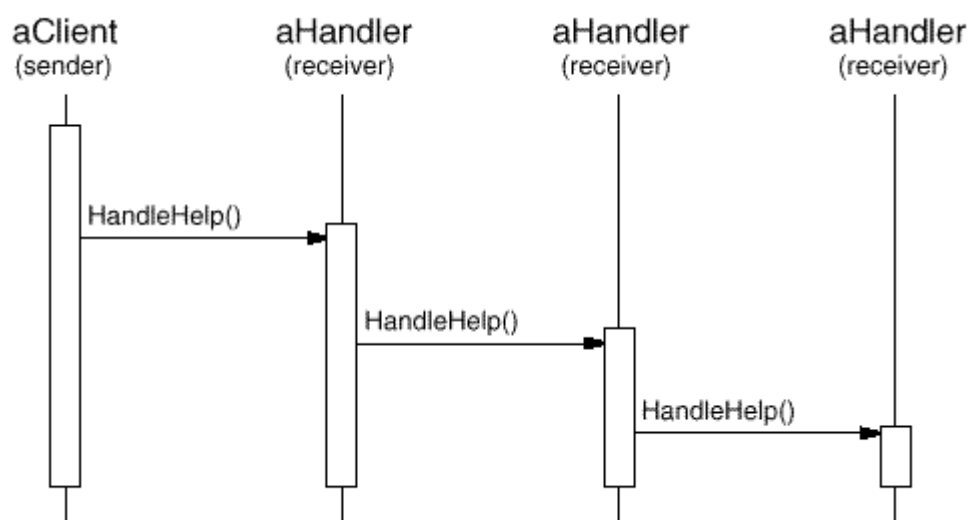 aClient
(sender)
aHandler
(receiver)
aHandler
(receiver)
aHandler
(receiver)
HandleHelp()
HandleHelp()
HandleHelp()